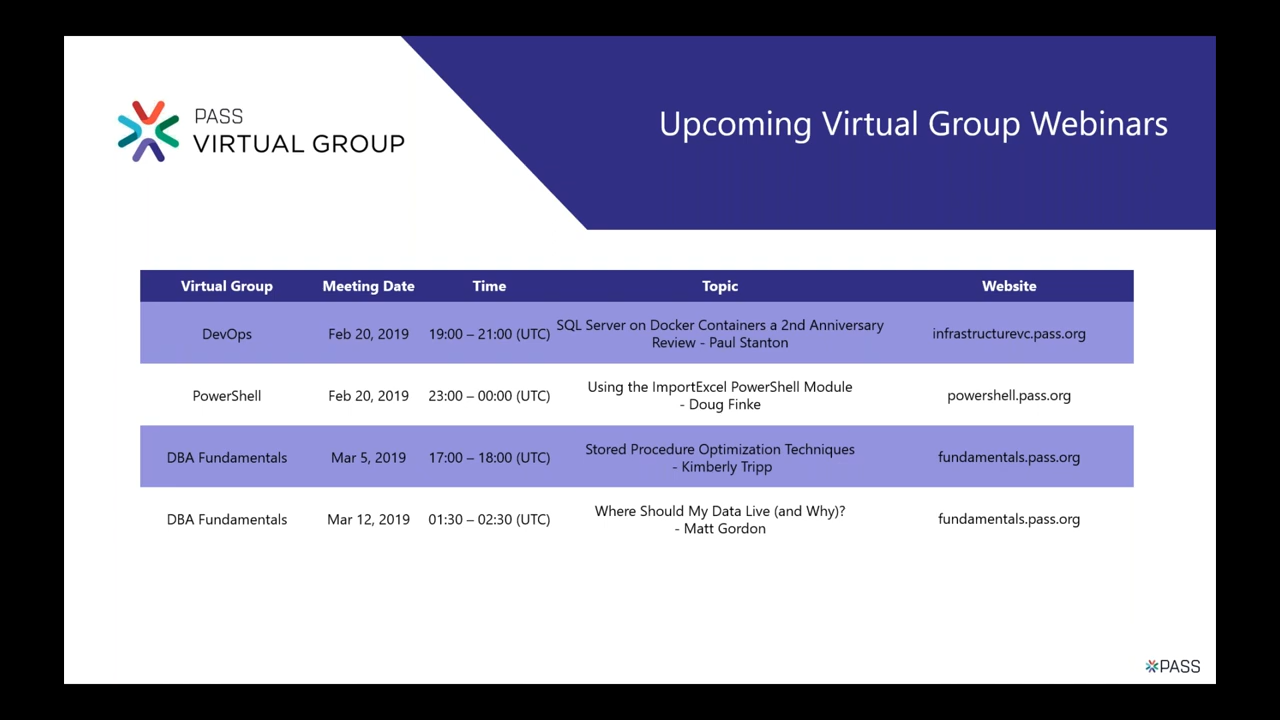 PASS
VIRTUAL GROUP
Upcoming Virtual Group Webinars
Virtual Group Meeting Date Time Topic Website
DevOps Feb 20, 2019 19:00 – 21:00 (UTC) SQL Server on Docker Containers a 2nd Anniversary
Review - Paul Stanton infrastructurevc.pass.org
PowerShell Feb 20, 2019 23:00 – 00:00 (UTC) Using the ImportExcel PowerShell Module
- Doug Finke powershell.pass.org
DBA Fundamentals Mar 5, 2019 17:00 – 18:00 (UTC) Stored Procedure Optimization Techniques
- Kimberly Tripp fundamentals.pass.org
DBA Fundamentals Mar 12, 2019 01:30 – 02:30 (UTC) Where Should My Data Live (and Why)?
- Matt Gordon fundamentals.pass.org
PASS